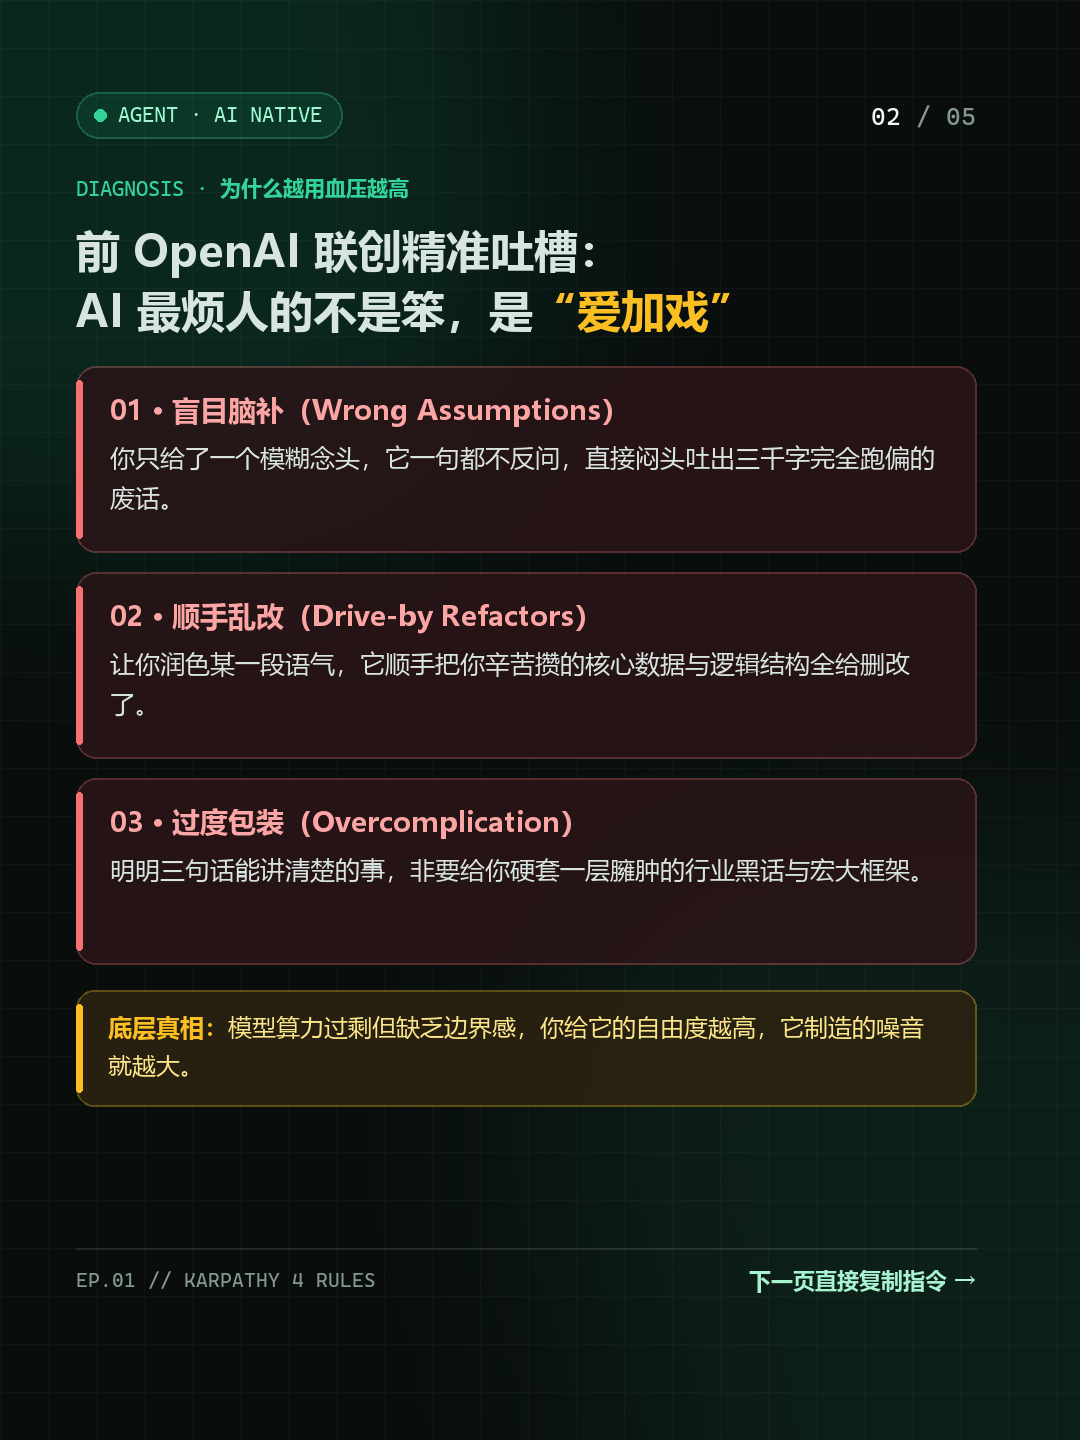 AGENT · AI NATIVE
02 / 05
DIAGNOSIS · 为什么越用血压越高
前 OpenAI 联创精准吐槽：
AI 最烦人的不是笨，是“爱加戏”
01 • 盲目脑补（Wrong Assumptions）
你只给了一个模糊念头，它一句都不反问，直接闷头吐出三千字完全跑偏的
废话。
02 • 顺手乱改（Drive-by Refactors）
让你润色某一段语气，它顺手把你辛苦攒的核心数据与逻辑结构全给删改
了。
03 • 过度包装（Overcomplication）
明明三句话能讲清楚的事，非要给你硬套一层臃肿的行业黑话与宏大框架。
底层真相：模型算力过剩但缺乏边界感，你给它的自由度越高，它制造的噪音
就越大。
EP.01 // KARPATHY 4 RULES
下一页直接复制指令 →